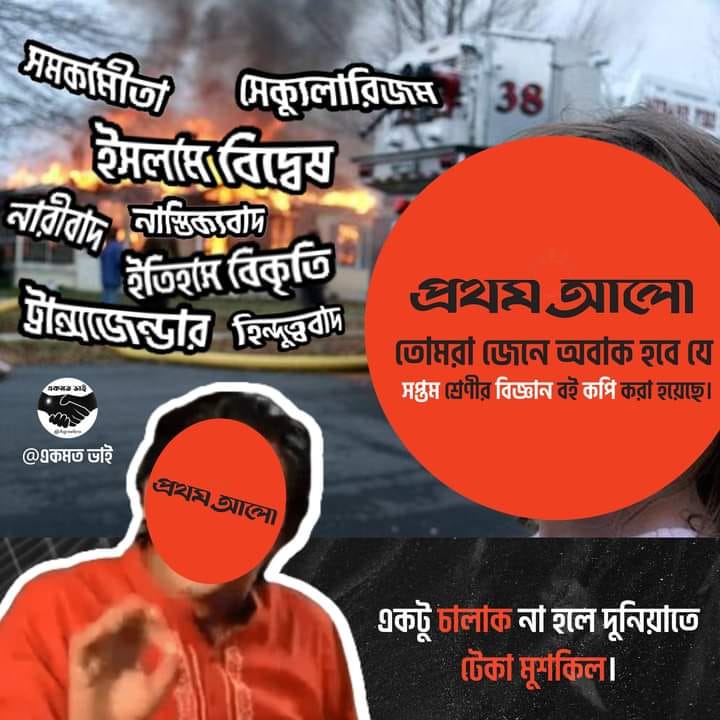 সমকামীতা
সেক্যুলারিজম
38
ইসলাম বিদ্বেষ
নারীবাদ
নাস্তিক্যবাদ
ইতিহাস বিকৃতি
ট্রান্সজেন্ডার
হিন্দুত্ববাদ
প্রথম আলো
তোমরা জেনে অবাক হবে যে
সপ্তম শ্রেণীর বিজ্ঞান বই কপি করা হয়েছে।
একমত ভাই
@একমত ভাই
প্রথম আলো
একটু চালাক না হলে দুনিয়াতে
টেকা মুশকিল।